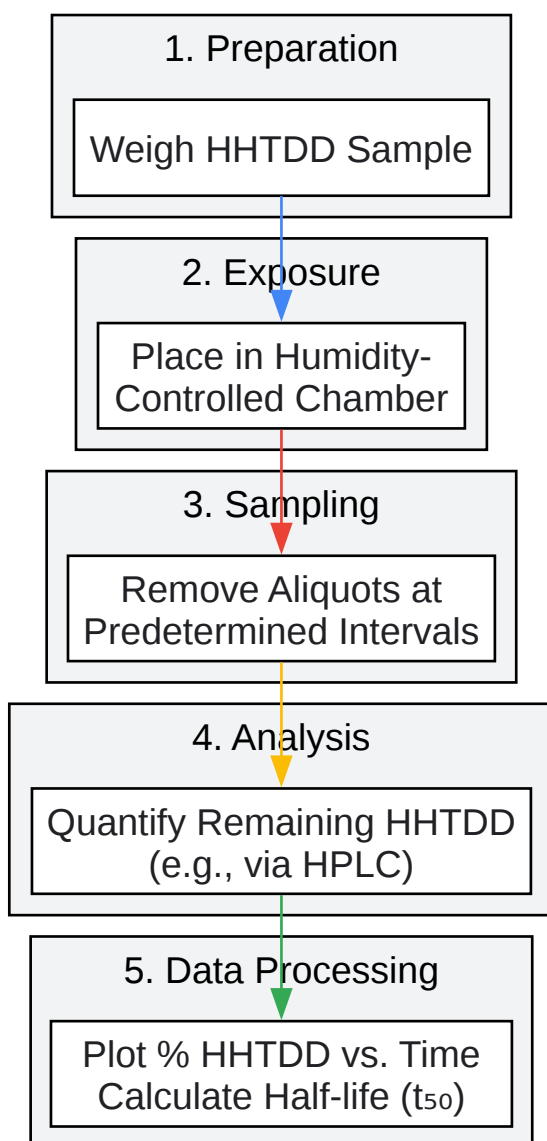 1. Preparation
Weigh HHTDD Sample
2. Exposure
Place in Humidity-
Controlled Chamber
3. Sampling
Remove Aliquots at
Predetermined Intervals
4. Analysis
Quantify Remaining HHTDD
(e.g., via HPLC)
5. Data Processing
Plot % HHTDD vs. Time
Calculate Half-life (t₅₀)